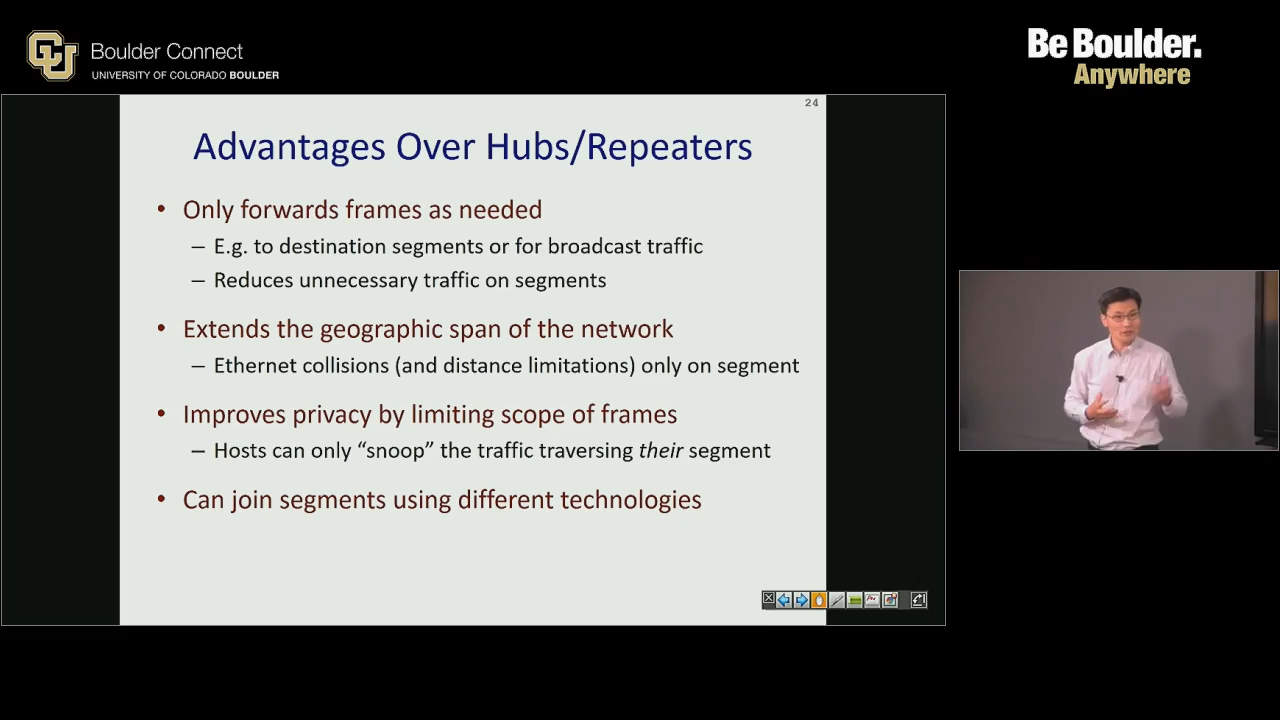 Boulder Connect
UNIVERSITY OF COLORADO BOULDER
Be Boulder.
Anywhere
24
Advantages Over Hubs/Repeaters
• Only forwards frames as needed
– E.g. to destination segments or for broadcast traffic
– Reduces unnecessary traffic on segments
• Extends the geographic span of the network
– Ethernet collisions (and distance limitations) only on segment
• Improves privacy by limiting scope of frames
– Hosts can only “snoop” the traffic traversing their segment
• Can join segments using different technologies